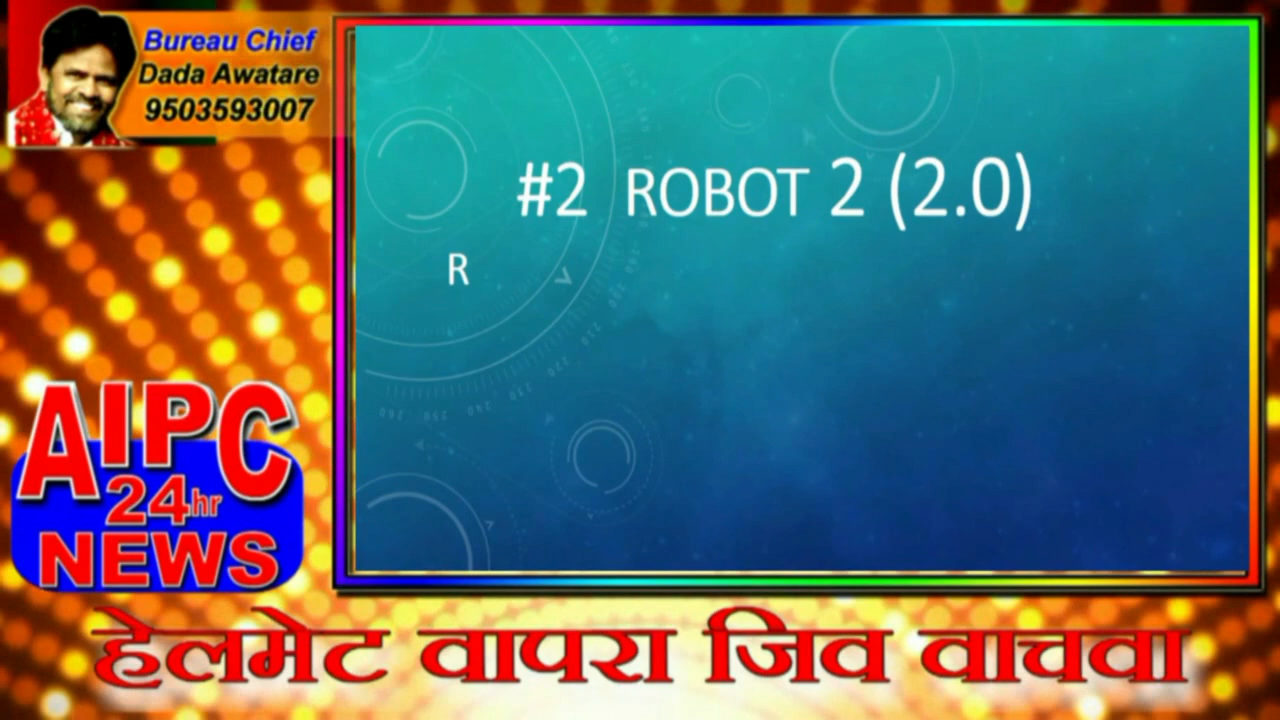 Bureau Chief
Dada Awatare
9503593007
#2 ROBOT 2 (2.0)
R
AIPC
24hr
NEWS
हेलमेट वापरा जिव वाचवा